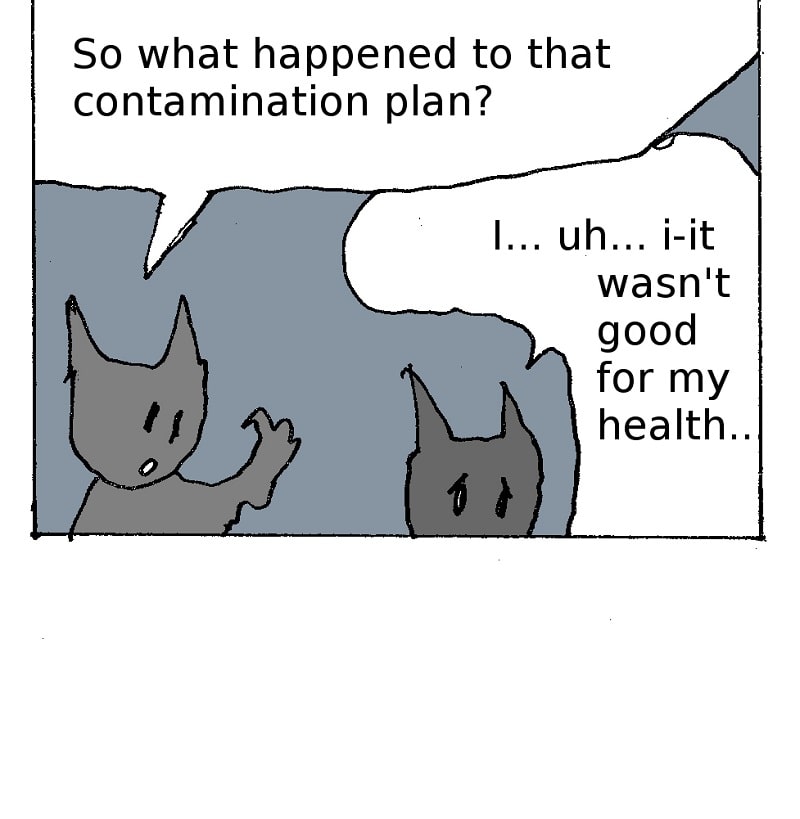 So what happened to that
contamination plan?
I... uh... i-it
wasn't
good
for my
health...